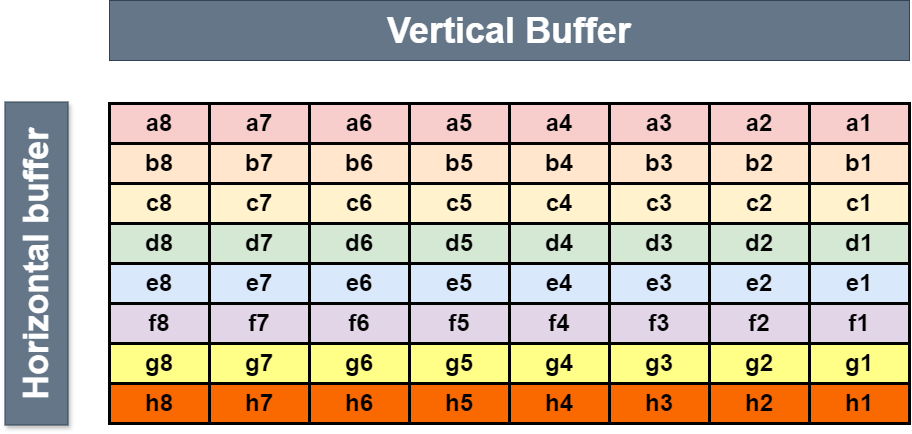 Vertical Buffer
Horizontal buffer
a8 a7 a6 a5 a4 a3 a2 a1
b8 b7 b6 b5 b4 b3 b2 b1
c8 c7 c6 c5 c4 c3 c2 c1
d8 d7 d6 d5 d4 d3 d2 d1
e8 e7 e6 e5 e4 e3 e2 e1
f8 f7 f6 f5 f4 f3 f2 f1
g8 g7 g6 g5 g4 g3 g2 g1
h8 h7 h6 h5 h4 h3 h2 h1